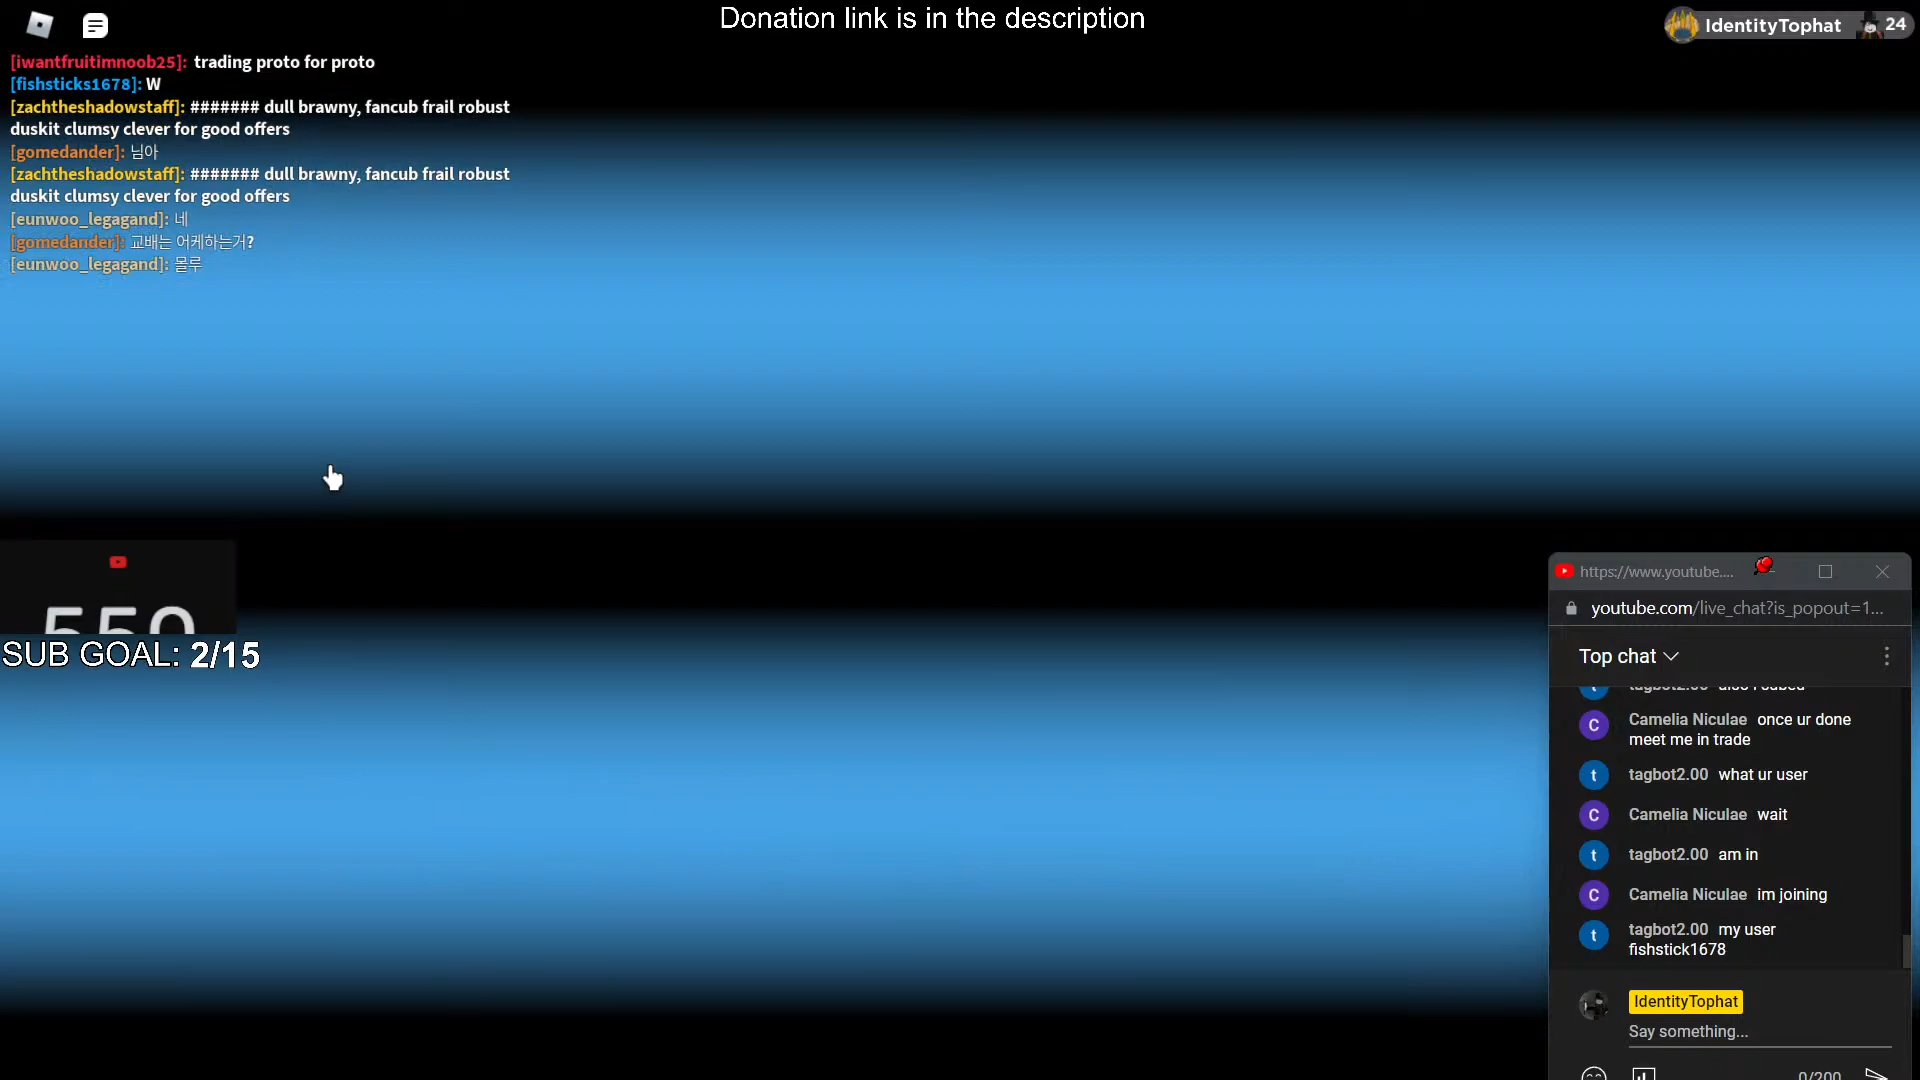 Donation link is in the description
IdentityTophat
24
[iwantfruitimnoob25]: trading proto for proto
[fishsticks1678]: W
[zachtheshadowstaff]: ####### dull brawny, fancub frail robust
duskit clumsy clever for good offers
[gomedander]: 님아
[zachtheshadowstaff]: ####### dull brawny, fancub frail robust
duskit clumsy clever for good offers
[eunwoo_legagand]: 네
[gomedander]: 교배는 어케하는거?
[eunwoo_legagand]: 몰루
550
SUB GOAL: 2/15
https://www.youtube....
youtube.com/live_chat?is_popout=1...
Top chat
C
Camelia Niculae once ur done
meet me in trade
t
tagbot2.00 what ur user
C
Camelia Niculae wait
t
tagbot2.00 am in
C
Camelia Niculae im joining
t
tagbot2.00 my user
fishstick1678
IdentityTophat
Say something...
0/200